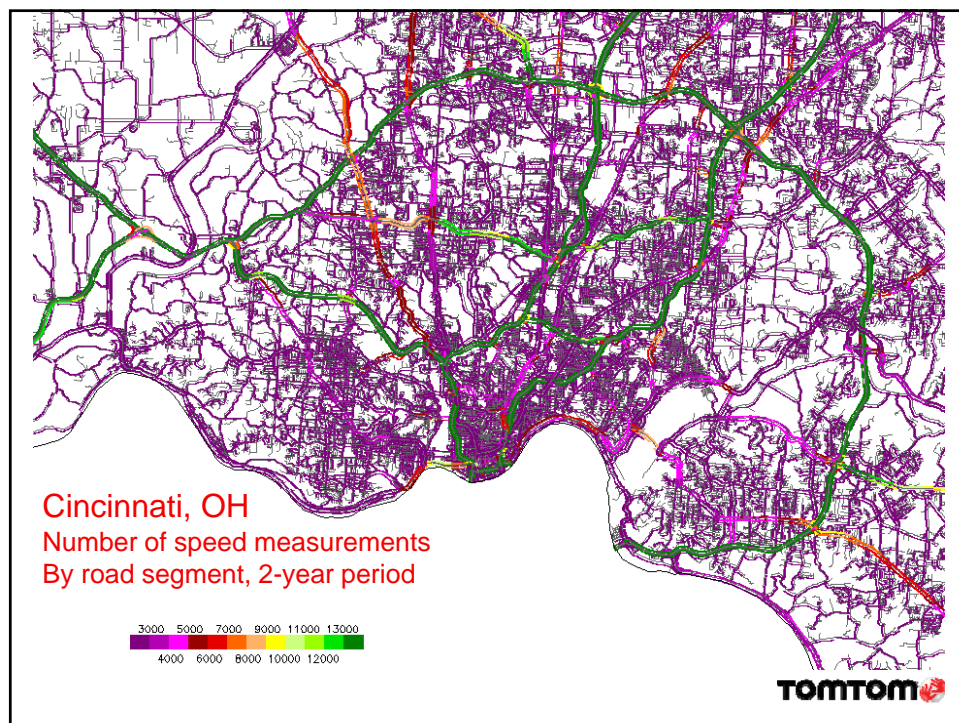 Cincinnati, OH
Number of speed measurements
By road segment, 2-year period
3000 5000 7000 9000 11000 13000
4000 6000 8000 10000 12000
TOMTOM